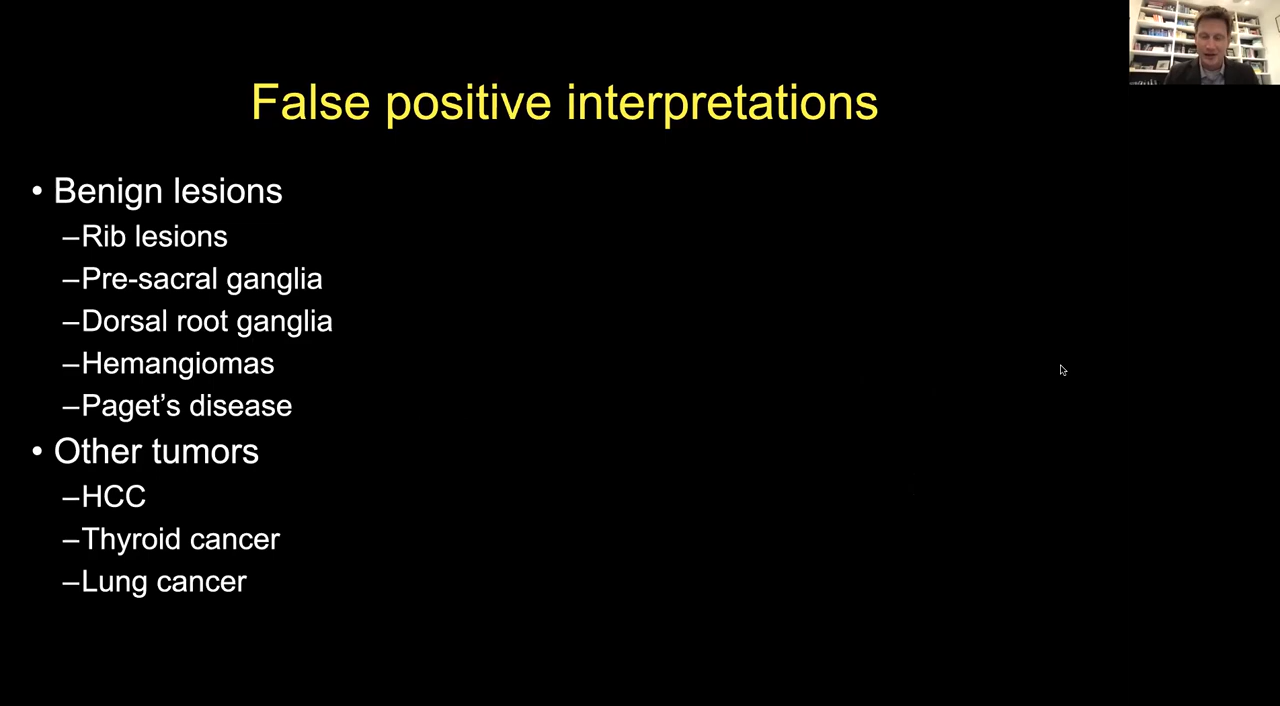 False positive interpretations
• Benign lesions
–Rib lesions
–Pre-sacral ganglia
–Dorsal root ganglia
–Hemangiomas
–Paget’s disease
• Other tumors
–HCC
–Thyroid cancer
–Lung cancer